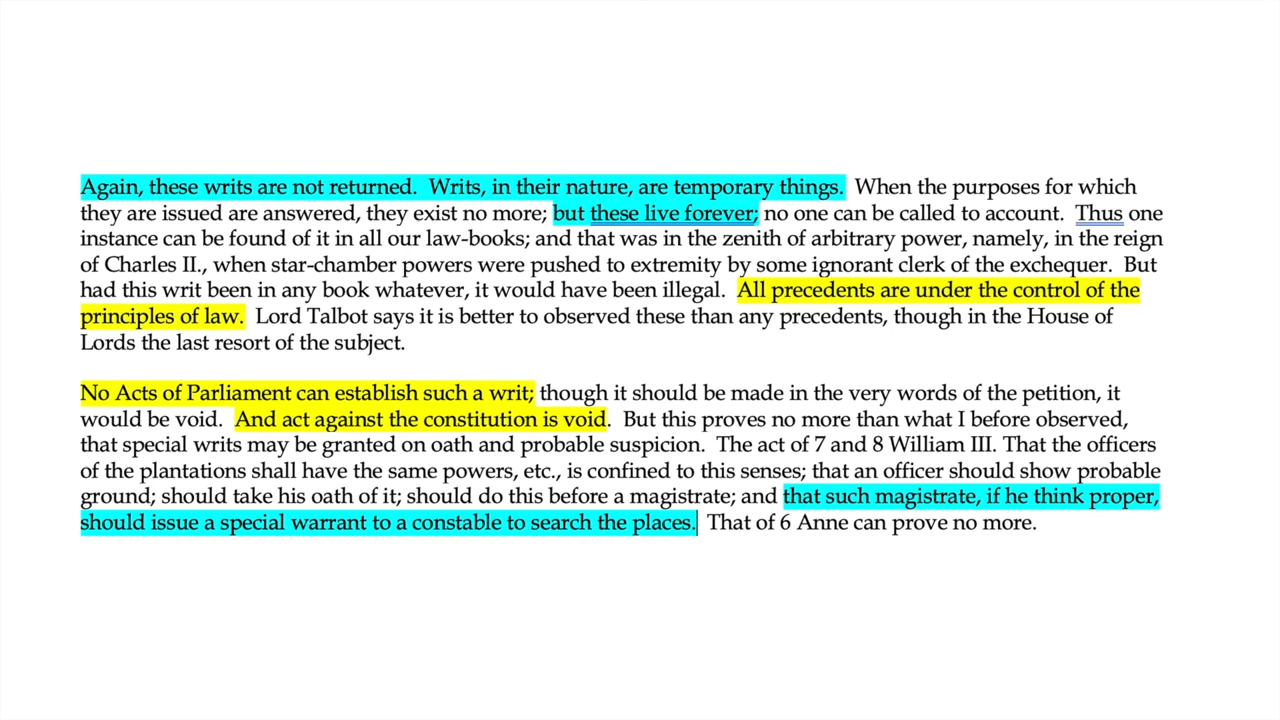 Again, these writs are not returned.  Writs, in their nature, are temporary things.  When the purposes for which
they are issued are answered, they exist no more; but these live forever; no one can be called to account.  Thus one
instance can be found of it in all our law-books; and that was in the zenith of arbitrary power, namely, in the reign
of Charles II., when star-chamber powers were pushed to extremity by some ignorant clerk of the exchequer.  But
had this writ been in any book whatever, it would have been illegal.  All precedents are under the control of the
principles of law.  Lord Talbot says it is better to observed these than any precedents, though in the House of
Lords the last resort of the subject.
No Acts of Parliament can establish such a writ; though it should be made in the very words of the petition, it
would be void.  And act against the constitution is void.  But this proves no more than what I before observed,
that special writs may be granted on oath and probable suspicion.  The act of 7 and 8 William III. That the officers
of the plantations shall have the same powers, etc., is confined to this senses; that an officer should show probable
ground; should take his oath of it; should do this before a magistrate; and that such magistrate, if he think proper,
should issue a special warrant to a constable to search the places.  That of 6 Anne can prove no more.